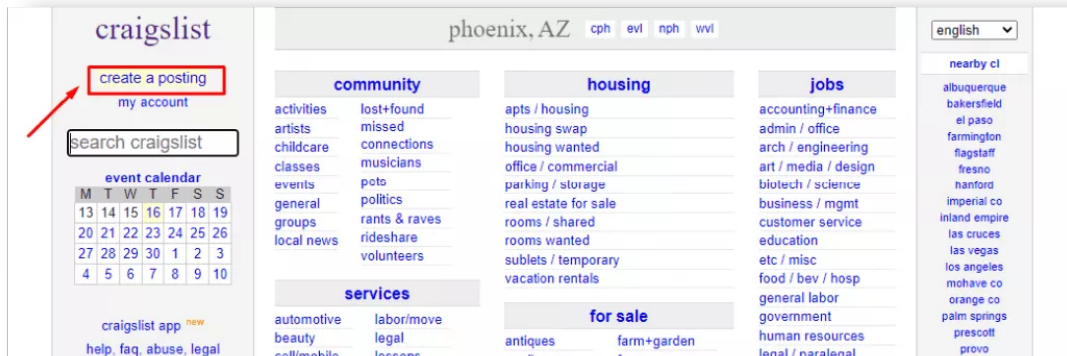 craigslist
create a posting
my account
search craigslist
event calendar
M T W T F S S
13 14 15 16 17 18 19
20 21 22 23 24 25 26
27 28 29 30 1 2 3
4 5 6 7 8 9 10
craigslist app new
help, faq, abuse, legal
phoenix, AZ cph evl nph wvl
community
activities
artists
childcare
classes
events
general
groups
local news
lost+found
missed
connections
musicians
pets
politics
rants & raves
rideshare
volunteers
services
automotive
beauty
cell/mobile
labor/move
legal
lessons
housing
apts / housing
housing swap
housing wanted
office / commercial
parking / storage
real estate for sale
rooms / shared
rooms wanted
sublets / temporary
vacation rentals
for sale
antiques
farm+garden
jobs
accounting+finance
admin / office
arch / engineering
art / media / design
biotech / science
business / mgmt
customer service
education
etc / misc
food / bev / hosp
general labor
government
human resources
legal / paralegal
english
nearby cl
albuquerque
bakersfield
el paso
farmington
flagstaff
fresno
hanford
imperial co
inland empire
las cruces
las vegas
los angeles
mohave co
orange co
palm springs
prescott
provo